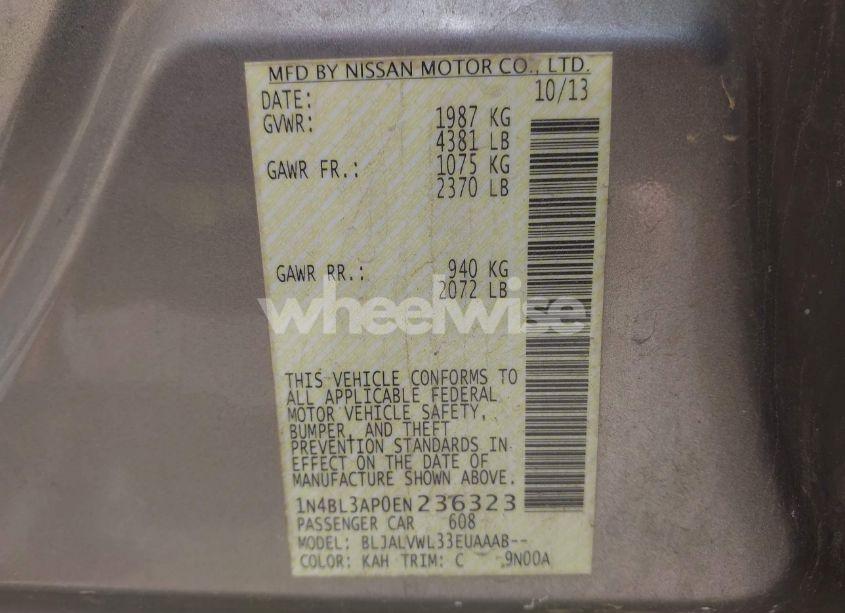 MFD BY NISSAN MOTOR CO., LTD.
DATE: 10/13
GVWR: 1987 KG
4381 LB
GAWR FR.: 1075 KG
2370 LB
GAWR RR.: 940 KG
2072 LB
wheelwise
THIS VEHICLE CONFORMS TO
ALL APPLICABLE FEDERAL
MOTOR VEHICLE SAFETY,
BUMPER, AND THEFT
PREVENTION STANDARDS IN
EFFECT ON THE DATE OF
MANUFACTURE SHOWN ABOVE.
1N4BL3AP0EN236323
PASSENGER CAR 608
MODEL: BLJALVWL33EUAAAB--
COLOR: KAH TRIM: C 9N00A